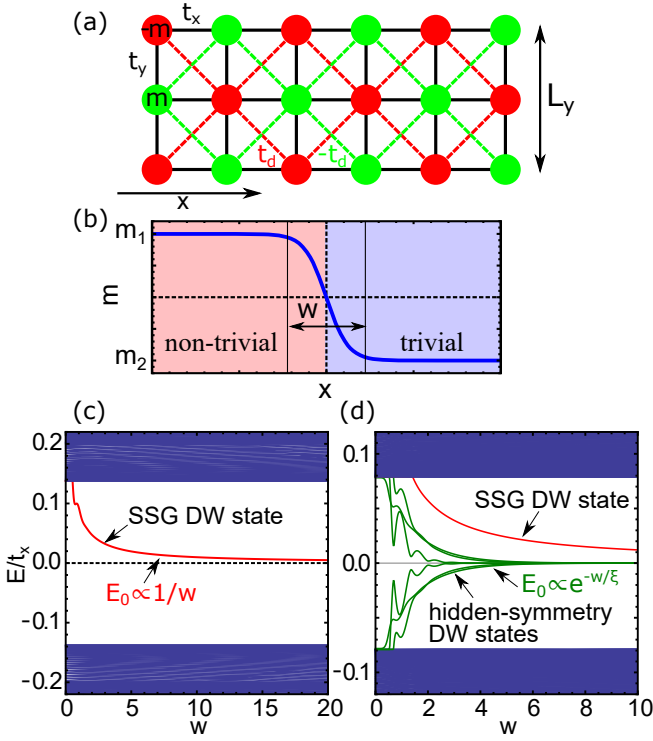 (a)
t_x
-m
t_y
m
t_d
-t_d
L_y
x
(b)
m_1
m
w
non-trivial
trivial
m_2
x
(c)
0.2
0.1
0.0
-0.1
-0.2
E/t_x
SSG DW state
E_0∝1/w
0 5 10 15 20
w
(d)
0.1
0.0
-0.1
SSG DW state
E_0∝e^{-w/ξ}
hidden-symmetry
DW states
0 2 4 6 8 10
w